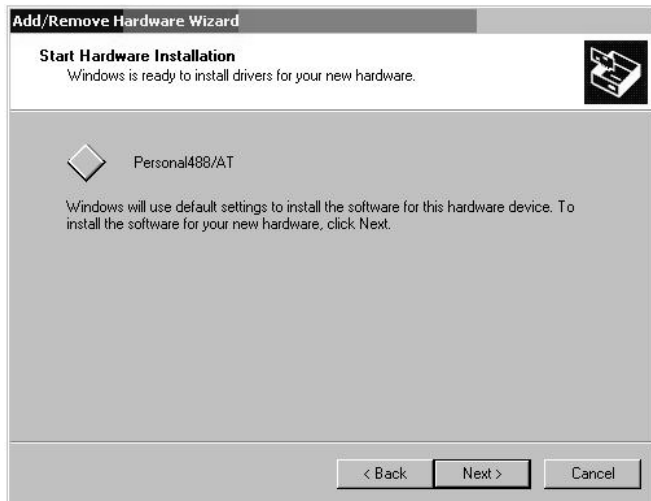 Add/Remove Hardware Wizard
Start Hardware Installation
Windows is ready to install drivers for your new hardware.
Personal488/AT
Windows will use default settings to install the software for this hardware device. To
install the software for your new hardware, click Next.
< Back Next > Cancel